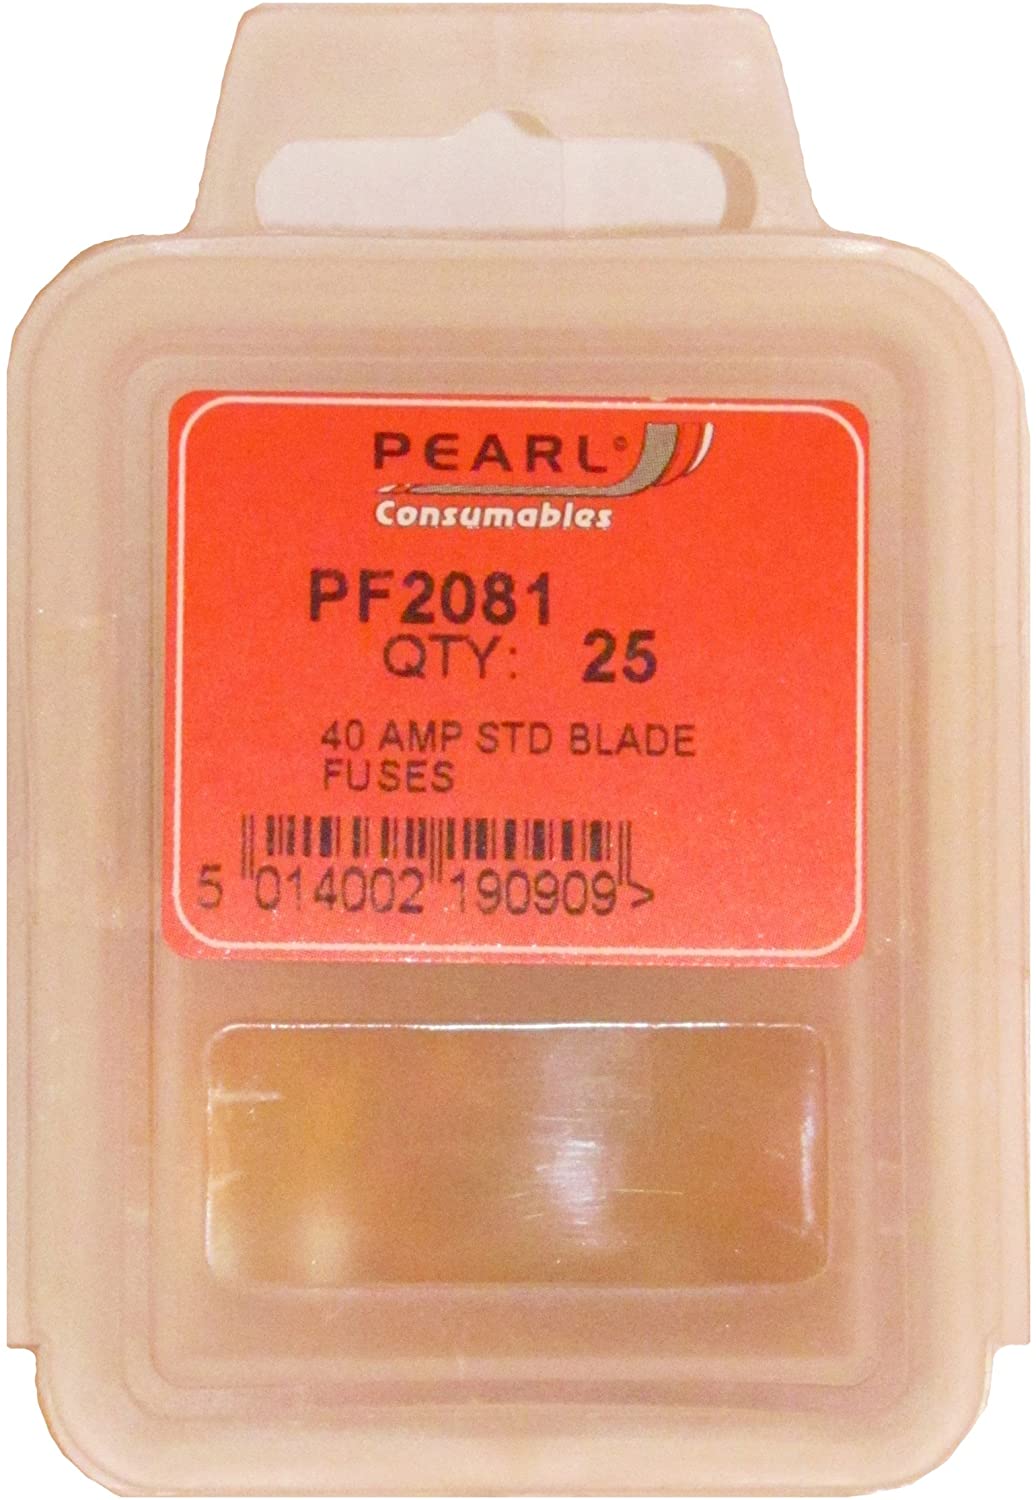 PEARL©
Consumables
PF2081
QTY: 25
40 AMP STD BLADE
FUSES
5 014002 190909 >